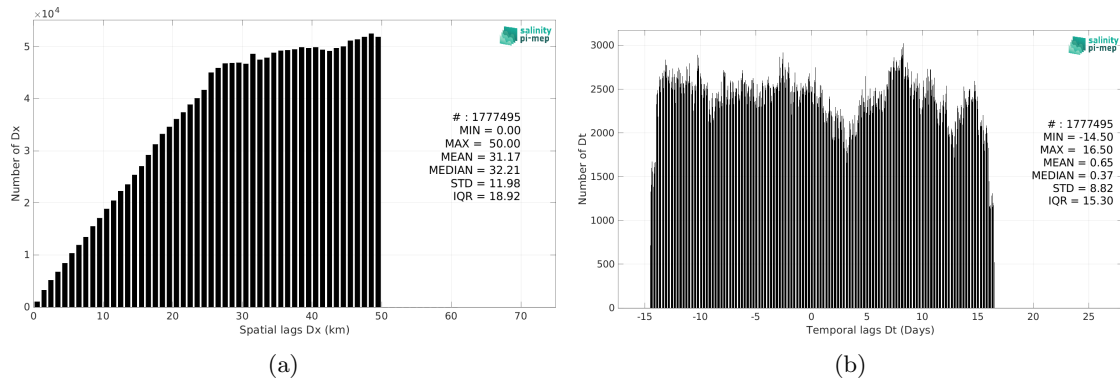 ×10⁴
5
4
3
2
1
0
Number of Dx
0
10
20
30
40
50
60
70
Spatial lags Dx (km)
salinity
pi-mep
# : 1777495
MIN = 0.00
MAX = 50.00
MEAN = 31.17
MEDIAN = 32.21
STD = 11.98
IQR = 18.92
(a)
3000
2500
2000
1500
1000
500
0
Number of Dt
-15
-10
-5
0
5
10
15
20
25
Temporal lags Dt (Days)
salinity
pi-mep
# : 1777495
MIN = -14.50
MAX = 16.50
MEAN = 0.65
MEDIAN = 0.37
STD = 8.82
IQR = 15.30
(b)